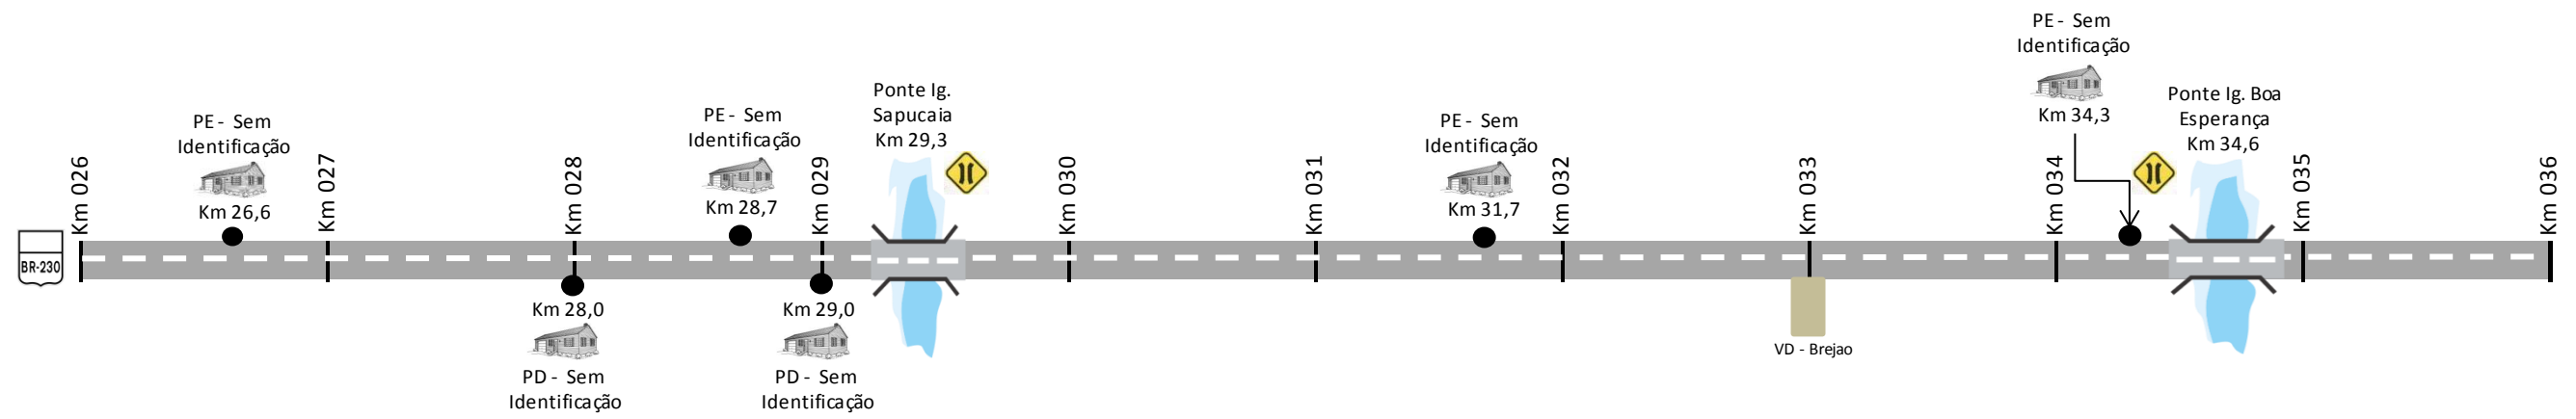 PE - Sem
Identificação
Km 34,3
Ponte Ig.
Sapucaia
Km 29,3
Ponte Ig. Boa
Esperança
Km 34,6
PE - Sem
Identificação
Km 28,7
PE - Sem
Identificação
Km 26,6
PE - Sem
Identificação
Km 31,7
Km 026
Km 027
Km 028
Km 029
Km 030
Km 031
Km 032
Km 033
Km 034
Km 035
Km 036
BR-230
Km 28,0
PD - Sem
Identificação
Km 29,0
PD - Sem
Identificação
VD - Brejao